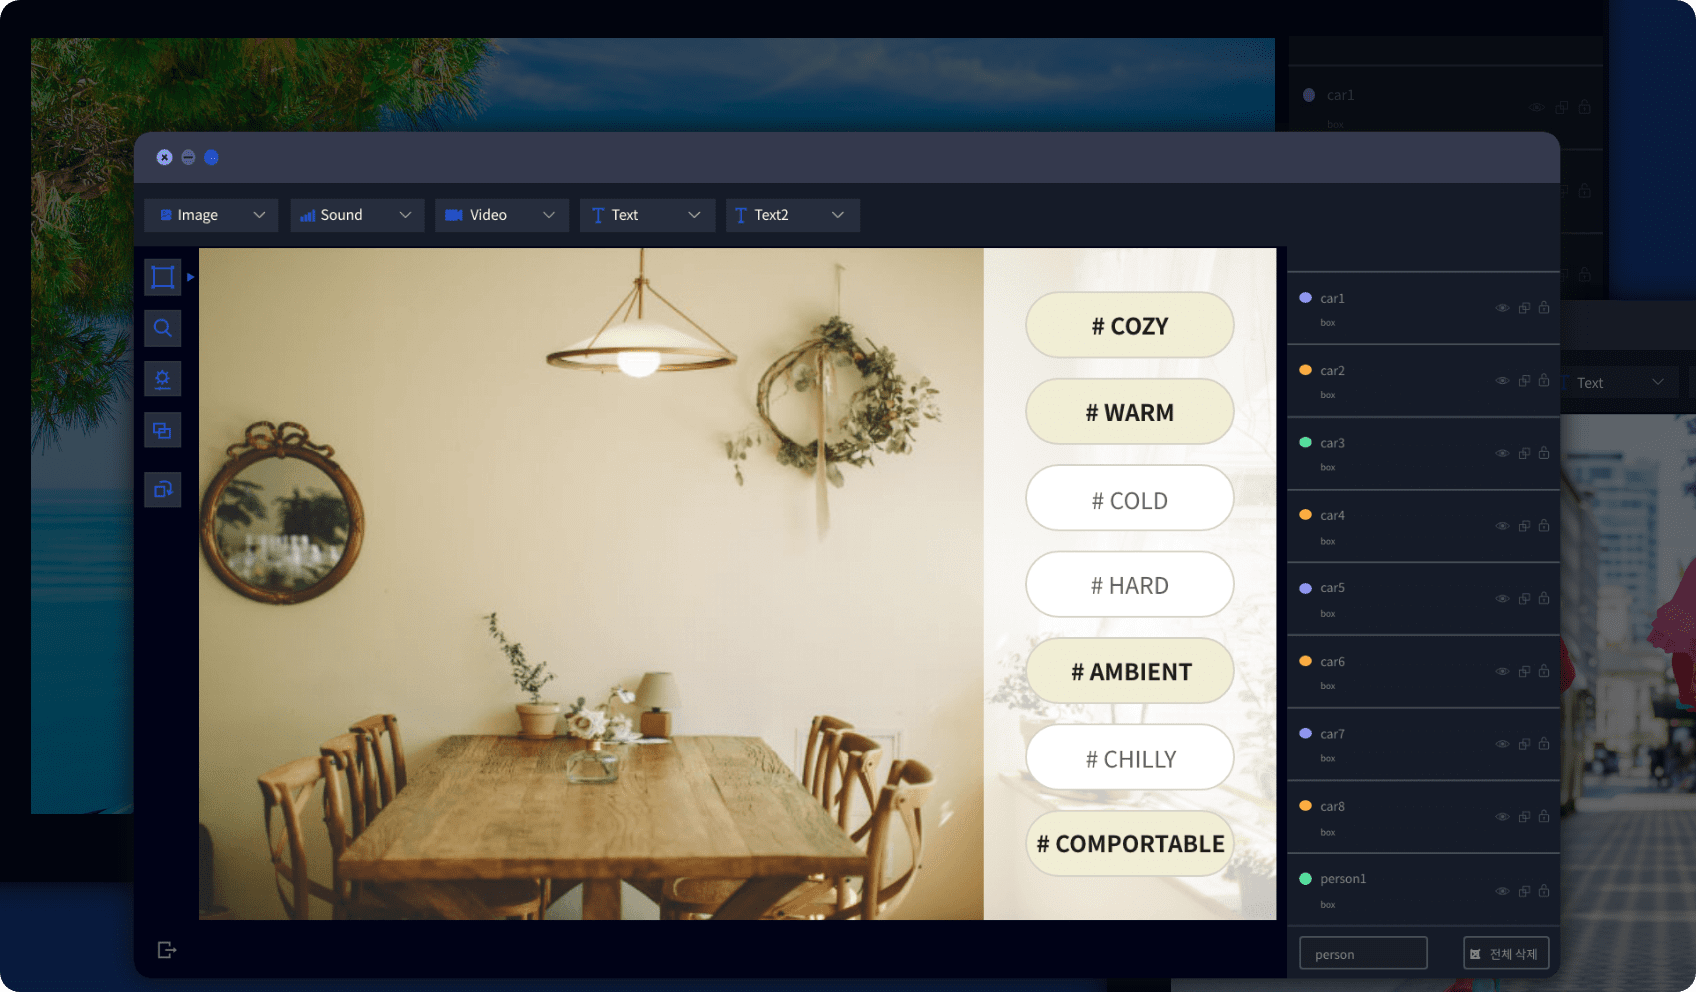 car1
box
Image
Sound
Video
Text
Text2
# COZY
# WARM
# COLD
# HARD
# AMBIENT
# CHILLY
# COMPORTABLE
car1
box
car2
box
car3
box
car4
box
car5
box
car6
box
car7
box
car8
box
person1
box
person
전체 삭제
Text